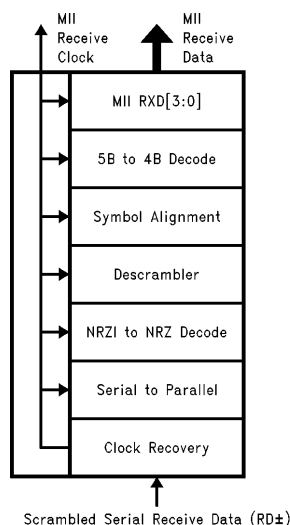 MII
Receive
Clock
MII
Receive
Data
MII RXD[3:0]
5B to 4B Decode
Symbol Alignment
Descrambler
NRZI to NRZ Decode
Serial to Parallel
Clock Recovery
Scrambled Serial Receive Data (RD±)